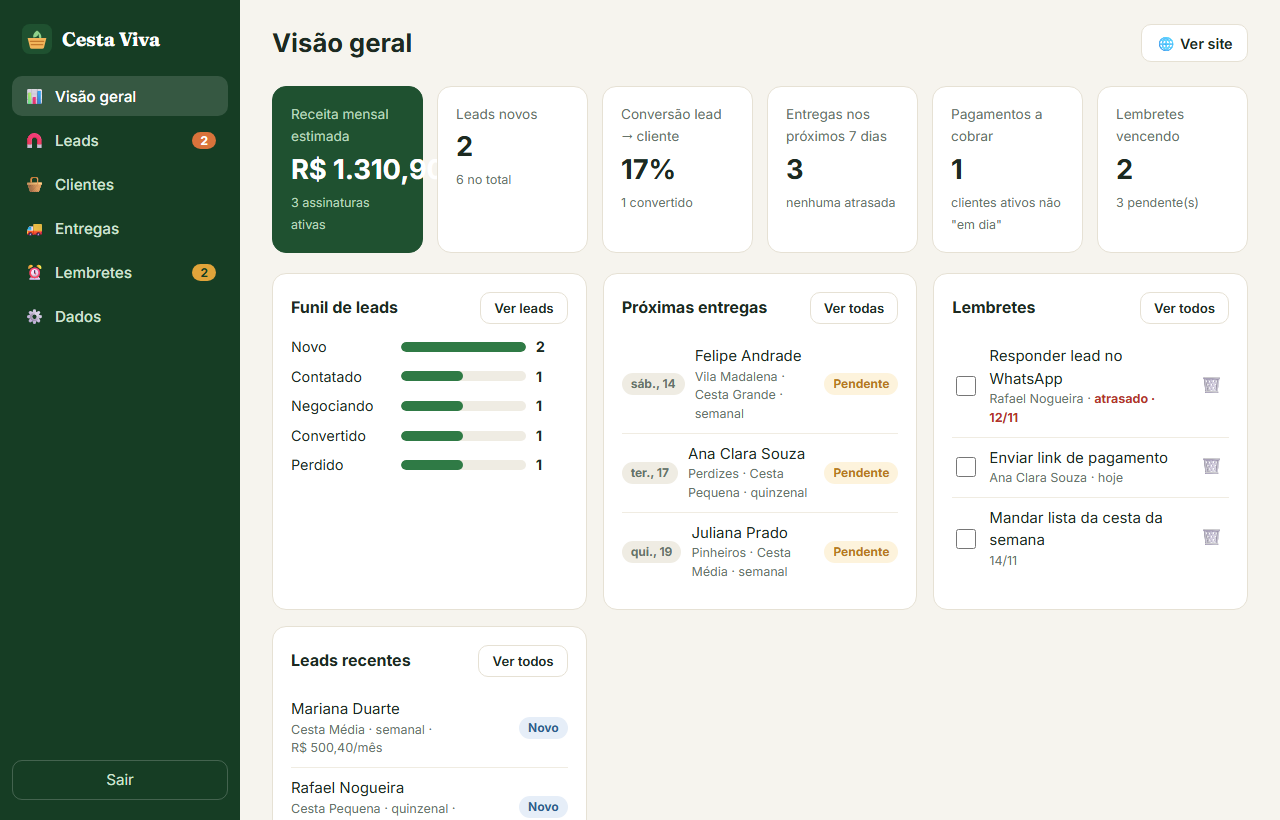 Cesta Viva
Visão geral
Leads 2
Clientes
Entregas
Lembretes 2
Dados
Sair
Visão geral
Ver site
Receita mensal
estimada
R$ 1.310,90
3 assinaturas
ativas
Leads novos
2
6 no total
Conversão lead
→ cliente
17%
1 convertido
Entregas nos
próximos 7 dias
3
nenhuma atrasada
Pagamentos a
cobrar
1
clientes ativos não
"em dia"
Lembretes
vencendo
2
3 pendente(s)
Funil de leads
Ver leads
Novo 2
Contatado 1
Negociando 1
Convertido 1
Perdido 1
Próximas entregas
Ver todas
sáb., 14
Felipe Andrade
Vila Madalena ·
Cesta Grande ·
semanal
Pendente
ter., 17
Ana Clara Souza
Perdizes · Cesta
Pequena · quinzenal
Pendente
qui., 19
Juliana Prado
Pinheiros · Cesta
Média · semanal
Pendente
Lembretes
Ver todos
Responder lead no
WhatsApp
Rafael Nogueira · atrasado ·
12/11
Enviar link de pagamento
Ana Clara Souza · hoje
Mandar lista da cesta da
semana
14/11
Leads recentes
Ver todos
Mariana Duarte
Cesta Média · semanal ·
R$ 500,40/mês
Novo
Rafael Nogueira
Cesta Pequena · quinzenal ·
Novo